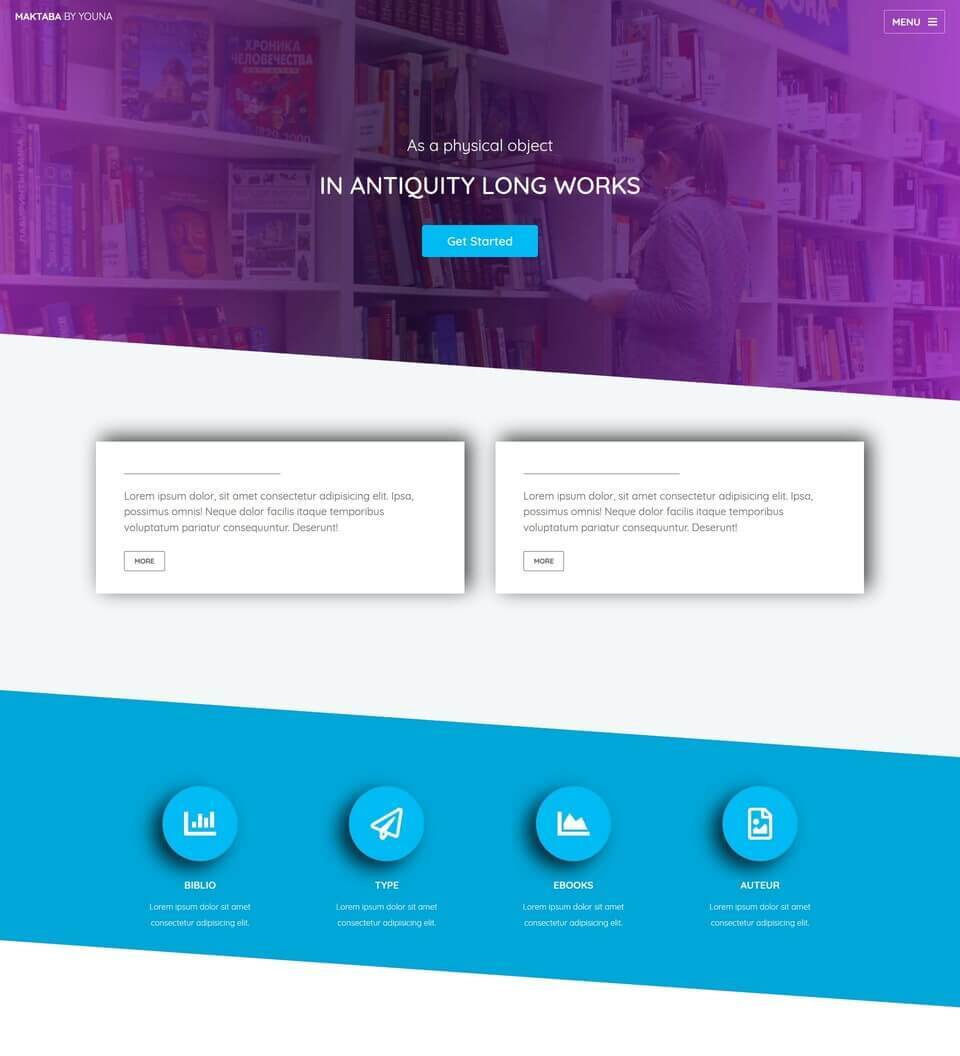 MAKTABA BY YOUNA
MENU
ХРОНИКА
ЧЕЛОВЕЧЕСТВА
As a physical object
IN ANTIQUITY LONG WORKS
Get Started
Lorem ipsum dolor, sit amet consectetur adipisicing elit. Ipsa,
possimus omnis! Neque dolor facilis itaque temporibus
voluptatum pariatur consequuntur. Deserunt!
MORE
Lorem ipsum dolor, sit amet consectetur adipisicing elit. Ipsa,
possimus omnis! Neque dolor facilis itaque temporibus
voluptatum pariatur consequuntur. Deserunt!
MORE
BIBLIO
Lorem ipsum dolor sit amet
consectetur adipisicing elit.
TYPE
Lorem ipsum dolor sit amet
consectetur adipisicing elit.
EBOOKS
Lorem ipsum dolor sit amet
consectetur adipisicing elit.
AUTEUR
Lorem ipsum dolor sit amet
consectetur adipisicing elit.